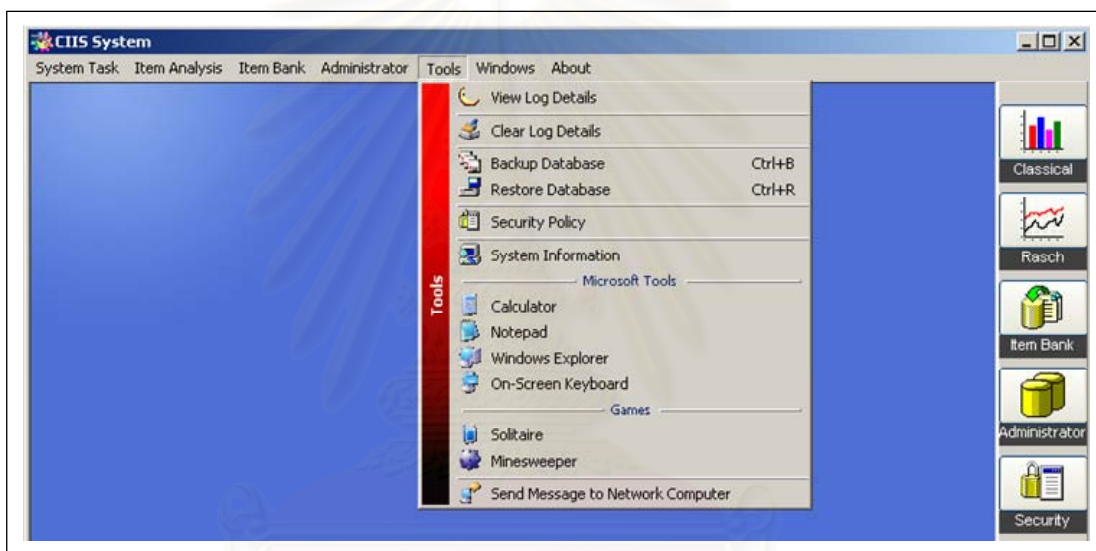 CIIS System
System Task Item Analysis Item Bank Administrator Tools Windows About
View Log Details
Clear Log Details
Backup Database Ctrl+B
Restore Database Ctrl+R
Security Policy
System Information
Microsoft Tools
Calculator
Notepad
Windows Explorer
On-Screen Keyboard
Games
Solitaire
Minesweeper
Send Message to Network Computer
Tools
Classical
Rasch
Item Bank
Administrator
Security